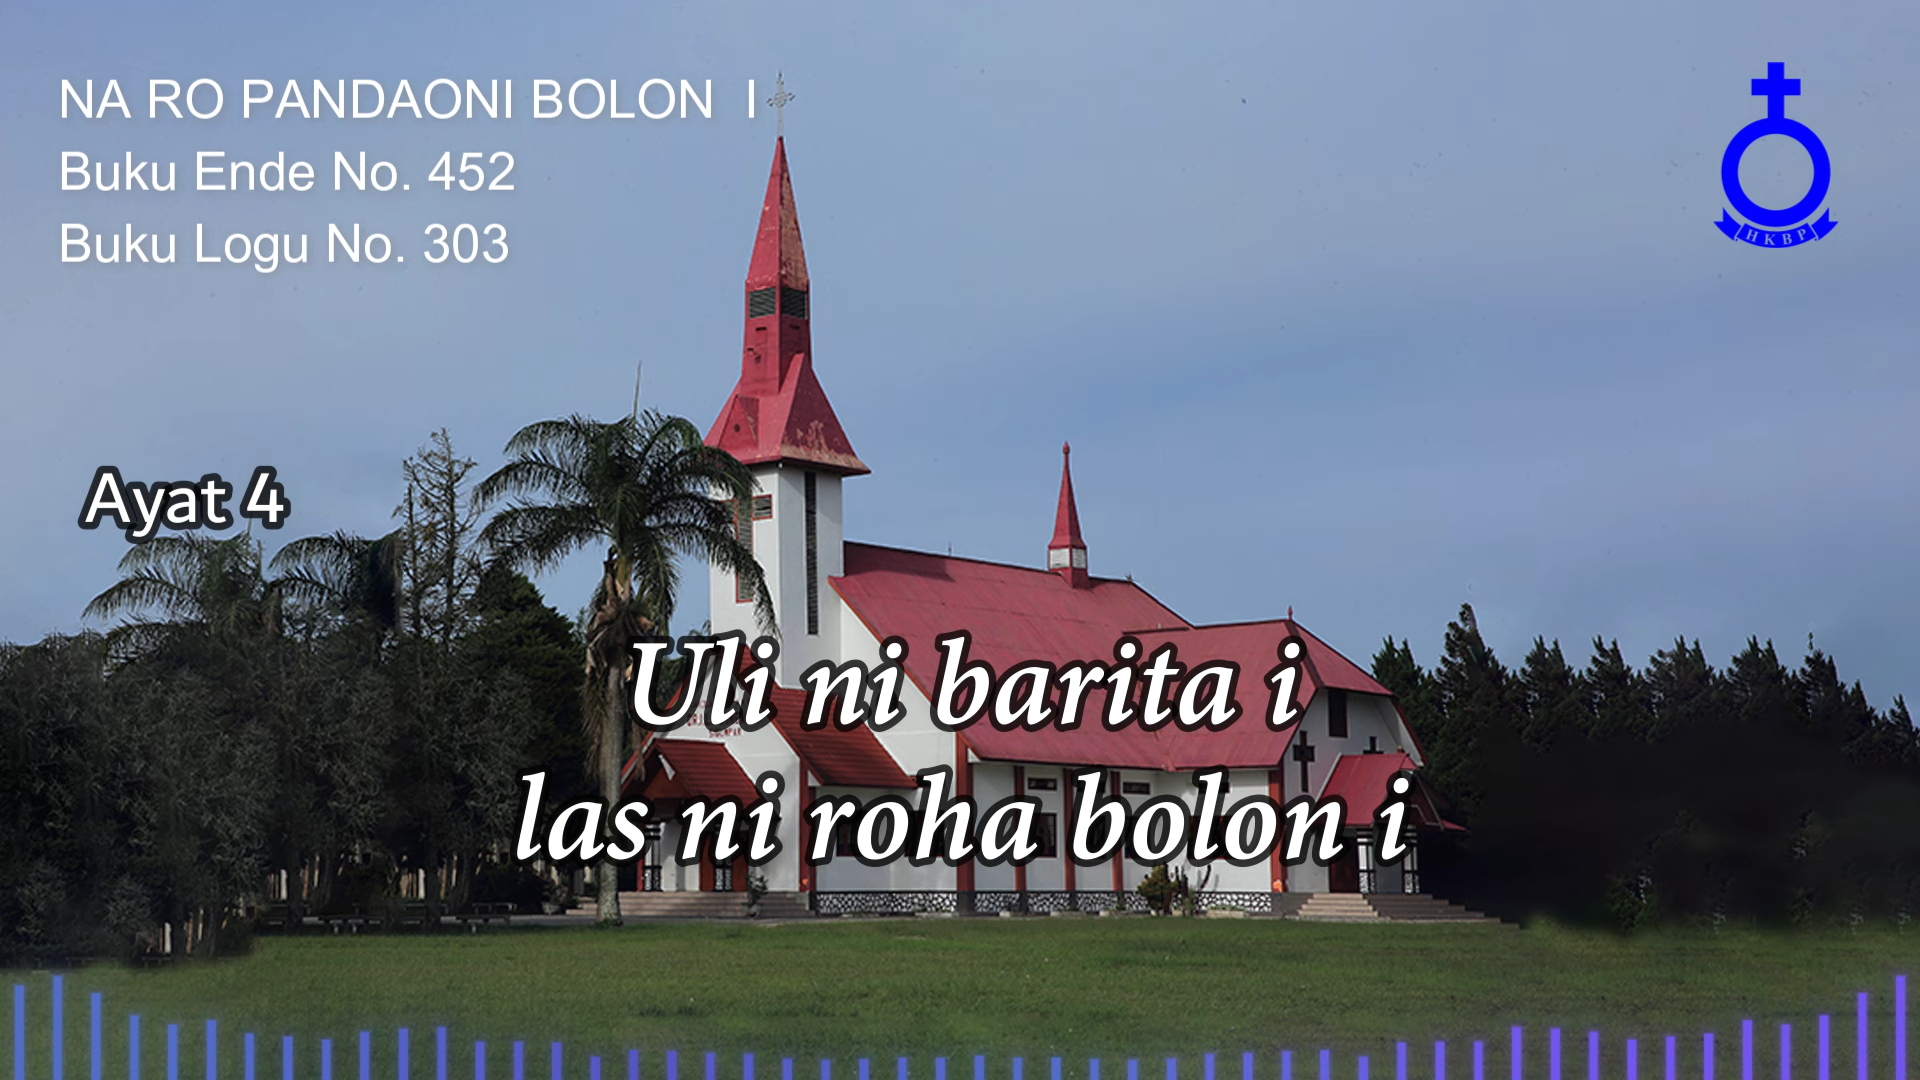 NA RO PANDAONI BOLON I
Buku Ende No. 452
Buku Logu No. 303
HKBP
Ayat 4
Uli ni barita i
las ni roha bolon i